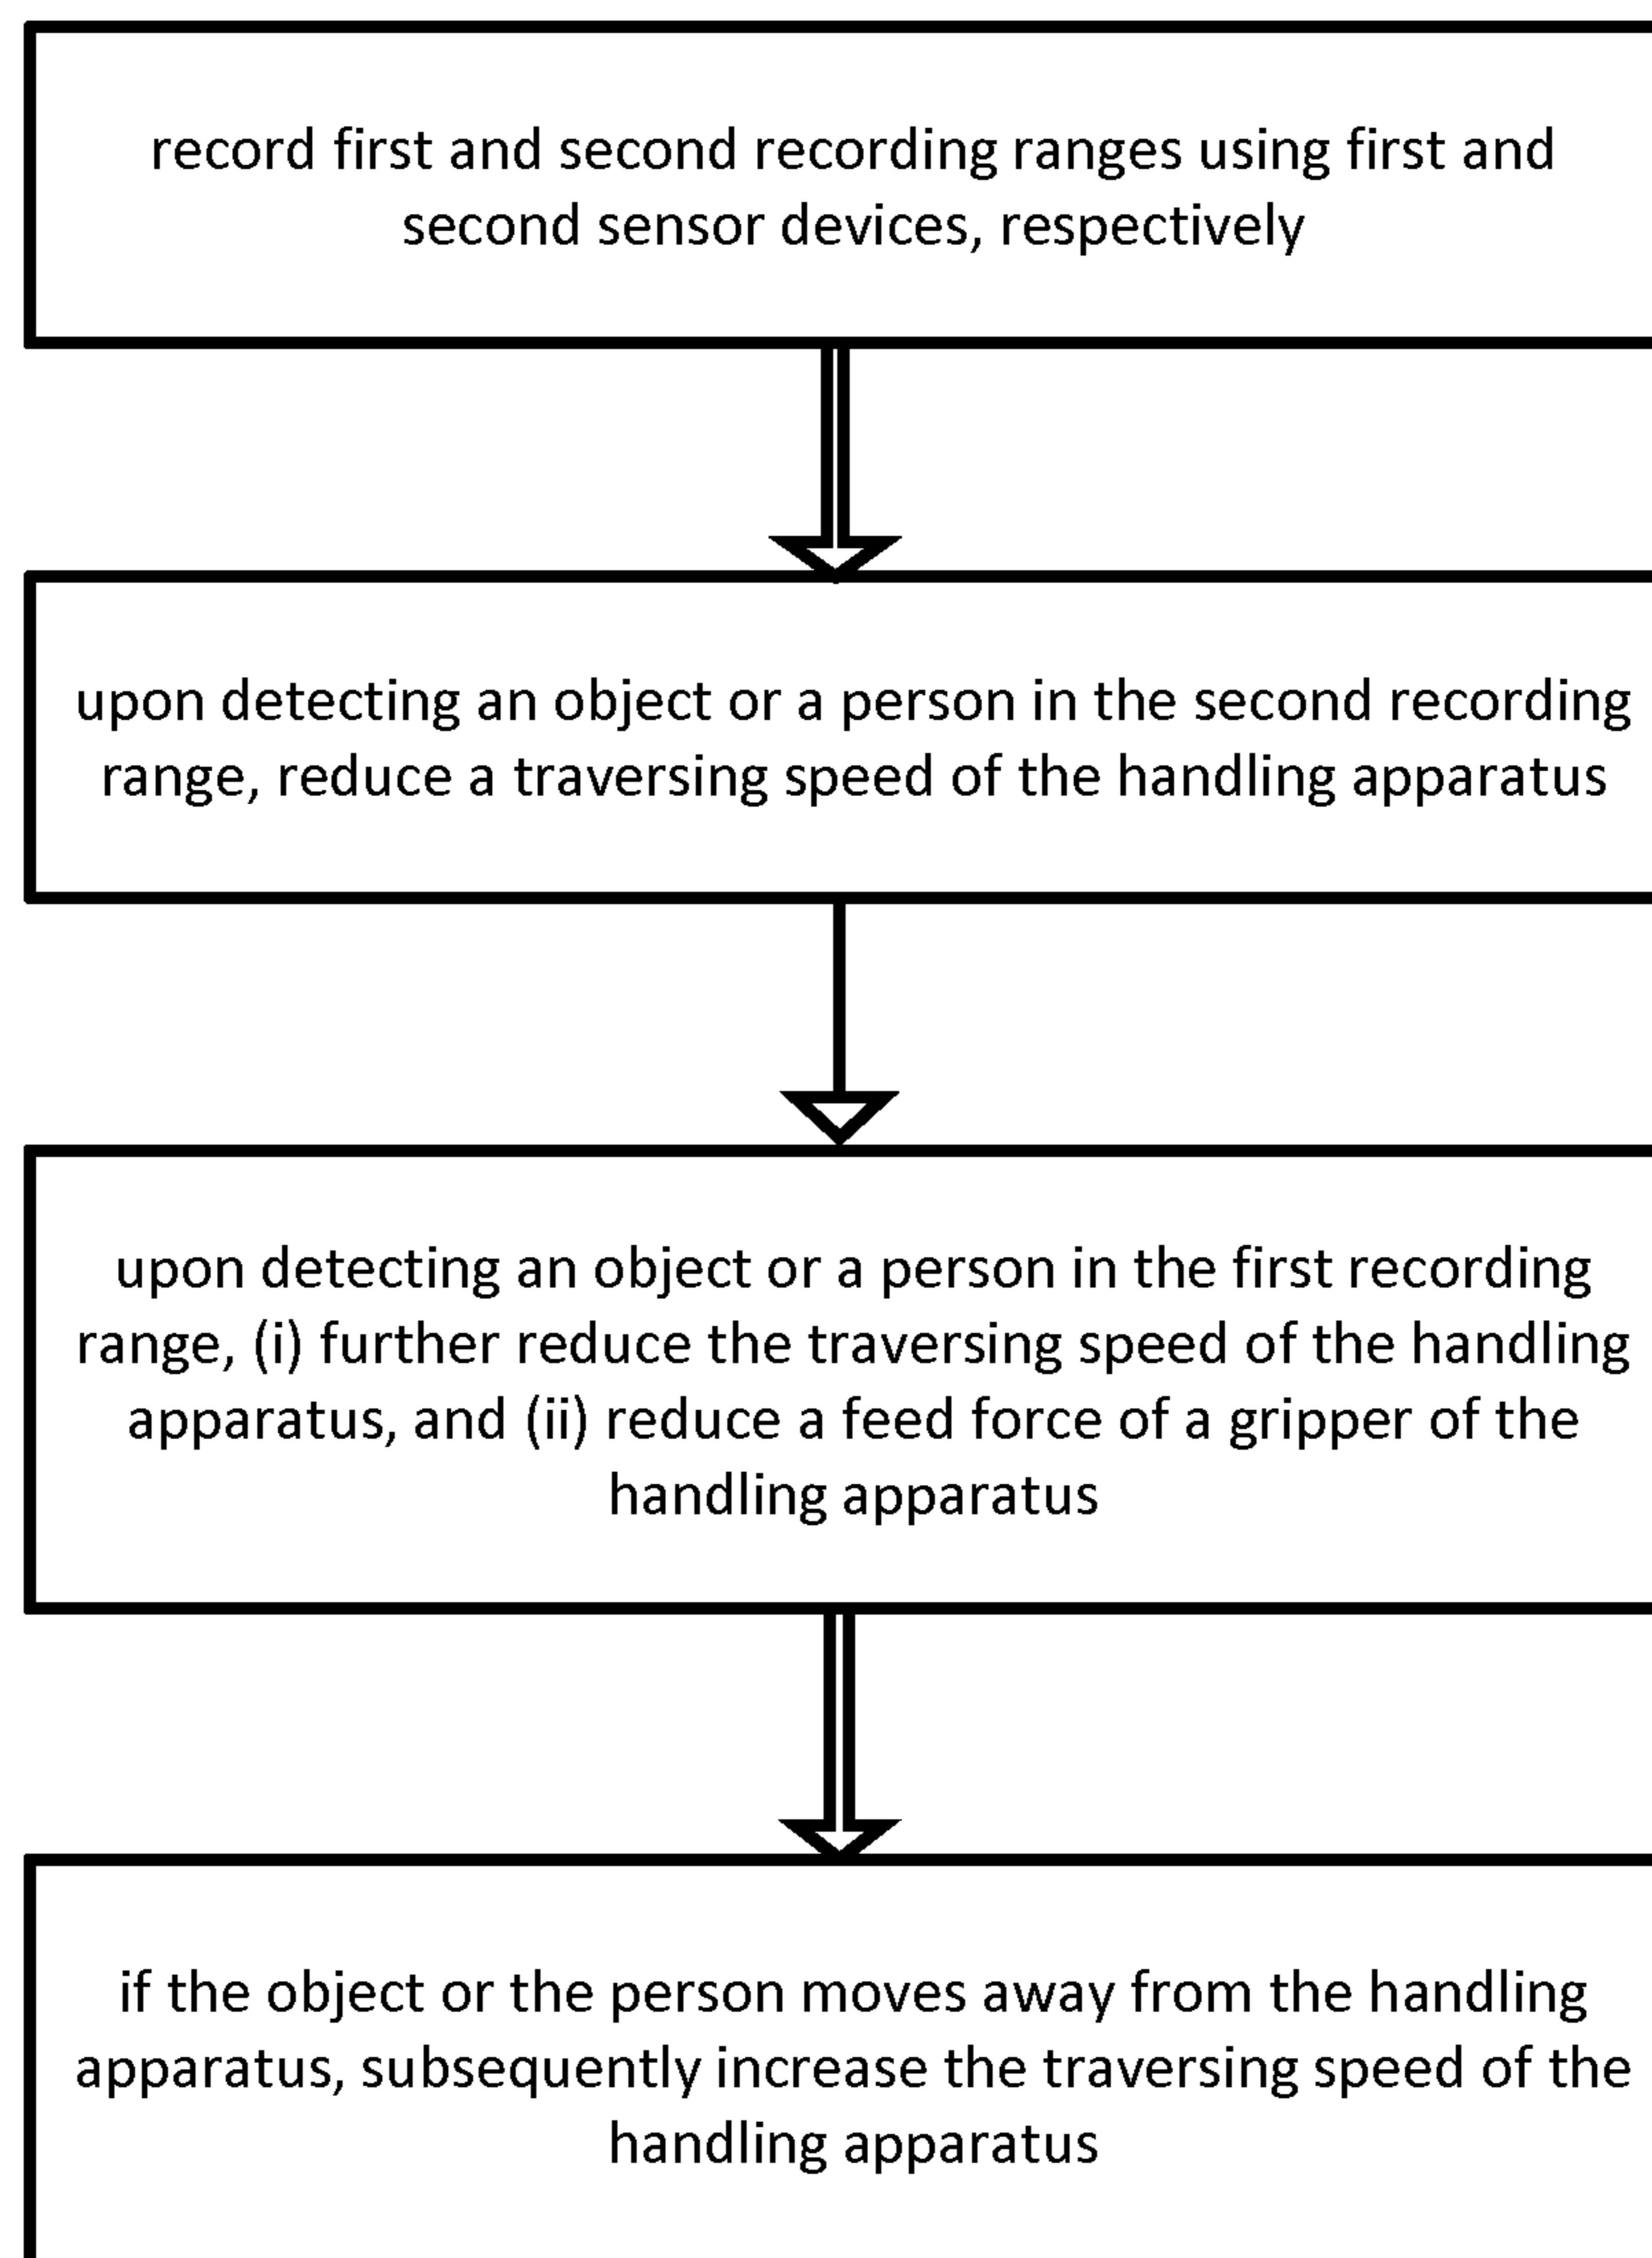 record first and second recording ranges using first and
second sensor devices, respectively
upon detecting an object or a person in the second recording
range, reduce a traversing speed of the handling apparatus
upon detecting an object or a person in the first recording
range, (i) further reduce the traversing speed of the handling
apparatus, and (ii) reduce a feed force of a gripper of the
handling apparatus
if the object or the person moves away from the handling
apparatus, subsequently increase the traversing speed of the
handling apparatus